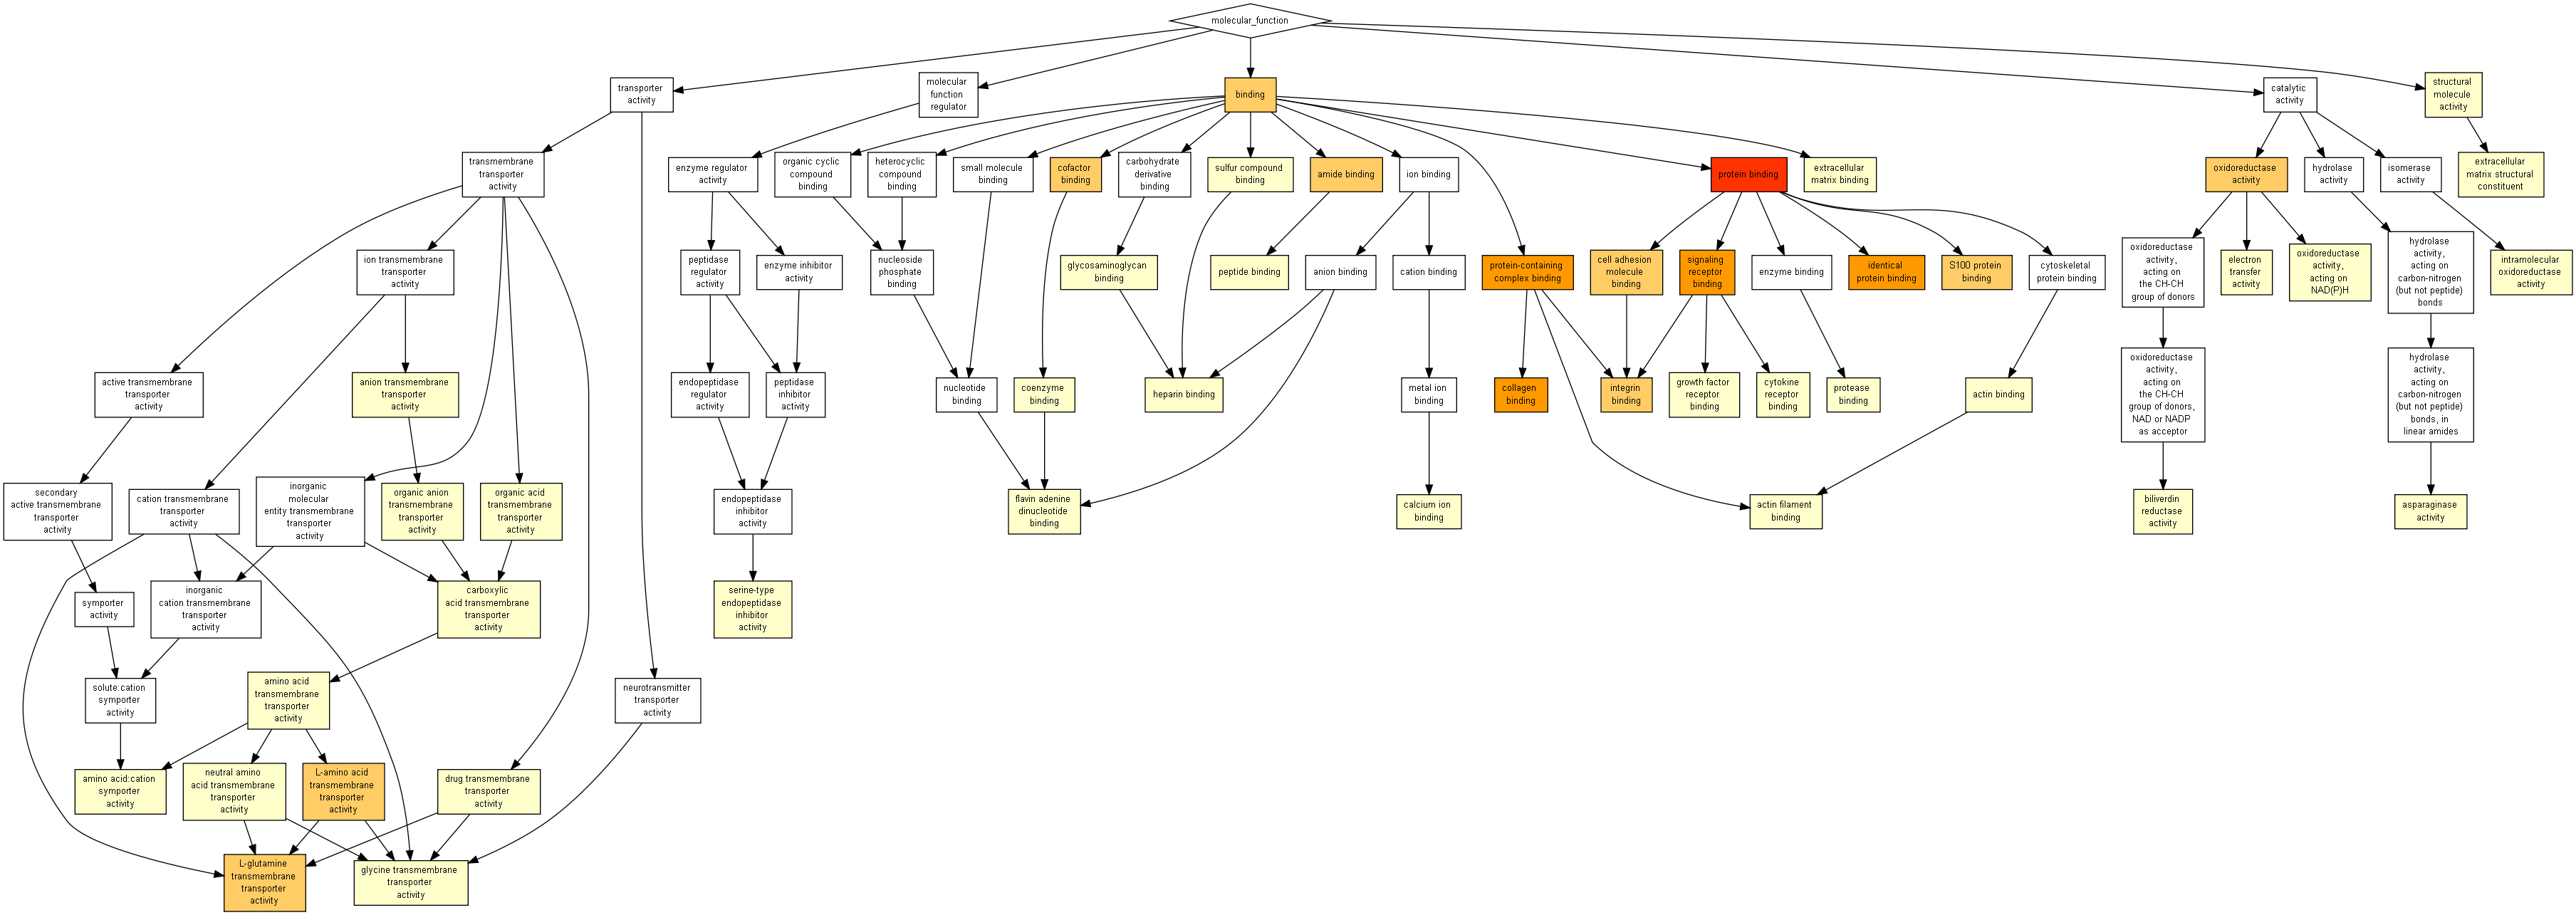 molecular_function
transporter
activity
molecular
function
regulator
binding
catalytic
activity
structural
molecule
activity
transmembrane
transporter
activity
enzyme regulator
activity
organic cyclic
compound
binding
heterocyclic
compound
binding
small molecule
binding
cofactor
binding
carbohydrate
derivative
binding
sulfur compound
binding
amide binding
ion binding
protein binding
extracellular
matrix binding
oxidoreductase
activity
hydrolase
activity
isomerase
activity
extracellular
matrix structural
constituent
ion transmembrane
transporter
activity
peptidase
regulator
activity
enzyme inhibitor
activity
nucleoside
phosphate
binding
glycosaminoglycan
binding
peptide binding
anion binding
cation binding
protein-containing
complex binding
cell adhesion
molecule
binding
signaling
receptor
binding
enzyme binding
identical
protein binding
S100 protein
binding
cytoskeletal
protein binding
oxidoreductase
activity,
acting on
the CH-CH
group of donors
electron
transfer
activity
oxidoreductase
activity,
acting on
NAD(P)H
hydrolase
activity,
acting on
carbon-nitrogen
(but not peptide)
bonds
intramolecular
oxidoreductase
activity
active transmembrane
transporter
activity
anion transmembrane
transporter
activity
endopeptidase
regulator
activity
peptidase
inhibitor
activity
nucleotide
binding
coenzyme
binding
heparin binding
metal ion
binding
collagen
binding
integrin
binding
growth factor
receptor
binding
cytokine
receptor
binding
protease
binding
actin binding
oxidoreductase
activity,
acting on
the CH-CH
group of donors,
NAD or NADP
as acceptor
hydrolase
activity,
acting on
carbon-nitrogen
(but not peptide)
bonds, in
linear amides
secondary
active transmembrane
transporter
activity
cation transmembrane
transporter
activity
inorganic
molecular
entity transmembrane
transporter
activity
organic anion
transmembrane
transporter
activity
organic acid
transmembrane
transporter
activity
endopeptidase
inhibitor
activity
flavin adenine
dinucleotide
binding
calcium ion
binding
actin filament
binding
biliverdin
reductase
activity
asparaginase
activity
symporter
activity
inorganic
cation transmembrane
transporter
activity
carboxylic
acid transmembrane
transporter
activity
serine-type
endopeptidase
inhibitor
activity
solute:cation
symporter
activity
amino acid
transmembrane
transporter
activity
neurotransmitter
transporter
activity
amino acid:cation
symporter
activity
neutral amino
acid transmembrane
transporter
activity
L-amino acid
transmembrane
transporter
activity
drug transmembrane
transporter
activity
L-glutamine
transmembrane
transporter
activity
glycine transmembrane
transporter
activity